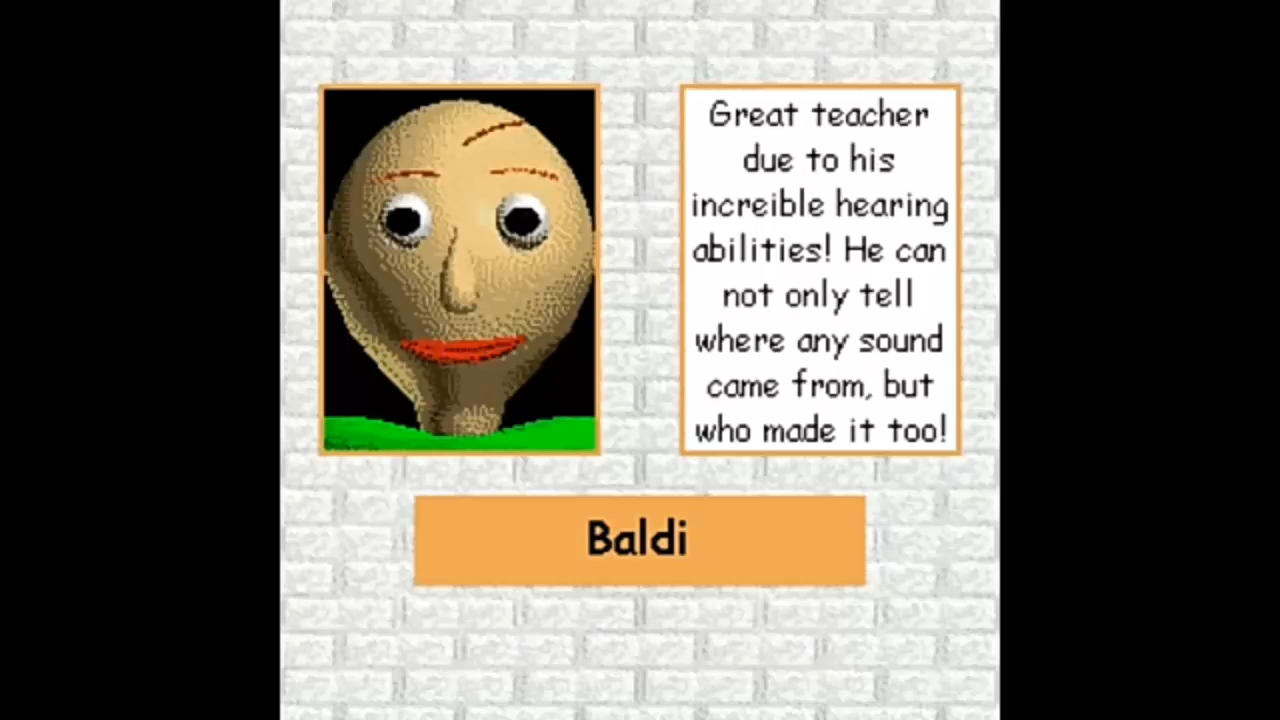 Great teacher
due to his
increible hearing
abilities! He can
not only tell
where any sound
came from, but
who made it too!
Baldi